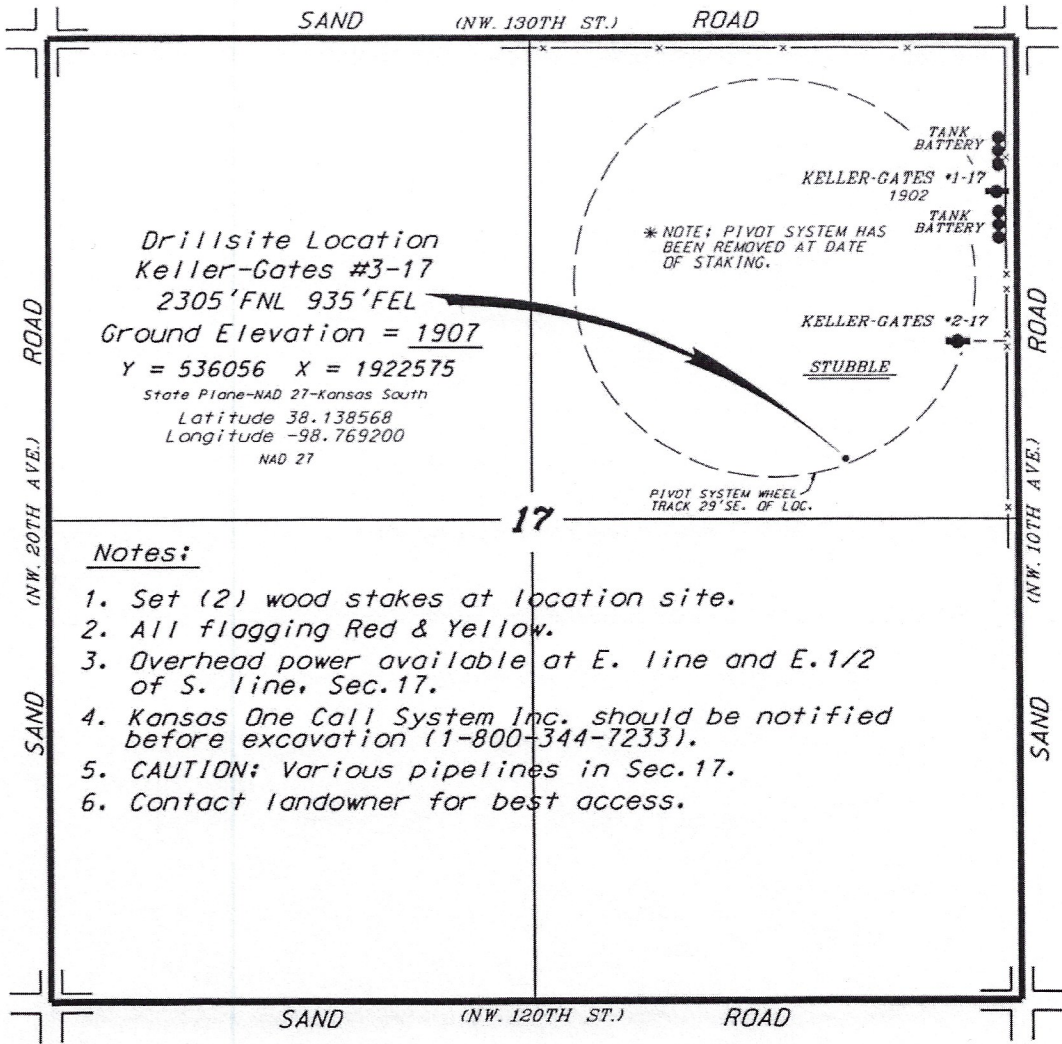 SAND (NW. 130TH ST.) ROAD
TANK
BATTERY
KELLER-GATES #1-17
1902
TANK
BATTERY
* NOTE: PIVOT SYSTEM HAS
BEEN REMOVED AT DATE
OF STAKING.
Drillsite Location
Keller-Gates #3-17
2305'FNL 935'FEL
Ground Elevation = 1907
Y = 536056 X = 1922575
State Plane-NAD 27-Kansas South
Latitude 38.138568
Longitude -98.769200
NAD 27
KELLER-GATES #2-17
STUBBLE
PIVOT SYSTEM WHEEL
TRACK 29'SE. OF LOC.
SAND (NW. 20TH AVE.) ROAD
SAND (NW. 10TH AVE.) ROAD
17
Notes:
1. Set (2) wood stakes at location site.
2. All flagging Red & Yellow.
3. Overhead power available at E. line and E.1/2
of S. line, Sec.17.
4. Kansas One Call System Inc. should be notified
before excavation (1-800-344-7233).
5. CAUTION: Various pipelines in Sec.17.
6. Contact landowner for best access.
SAND (NW. 120TH ST.) ROAD